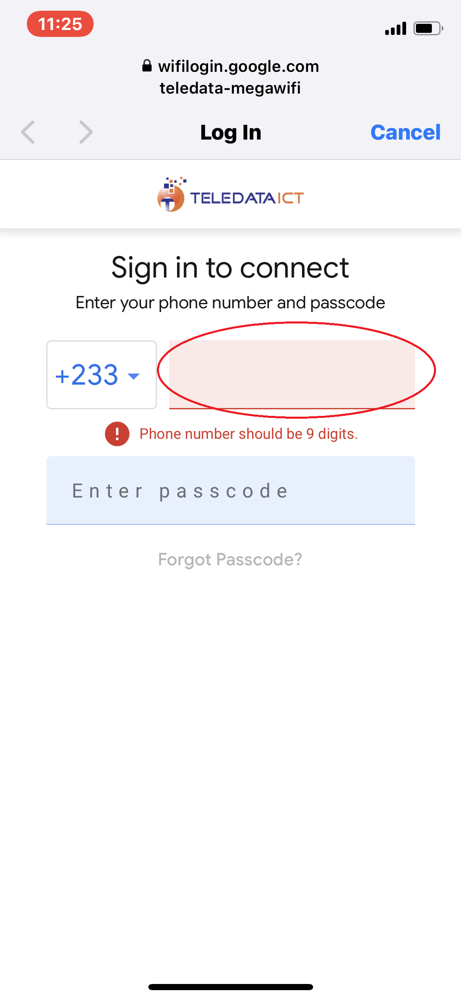 11:25
wifilogin.google.com
teledata-megawifi
Log In
Cancel
TELEDATAICT
Sign in to connect
Enter your phone number and passcode
+233
Phone number should be 9 digits.
Enter passcode
Forgot Passcode?